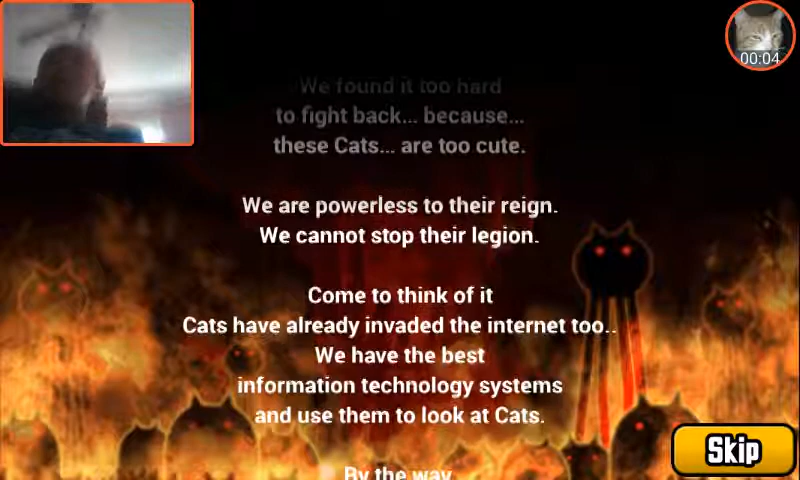 00:04
We found it too hard
to fight back... because...
these Cats... are too cute.
We are powerless to their reign.
We cannot stop their legion.
Come to think of it
Cats have already invaded the internet too..
We have the best
information technology systems
and use them to look at Cats.
By the way
Skip